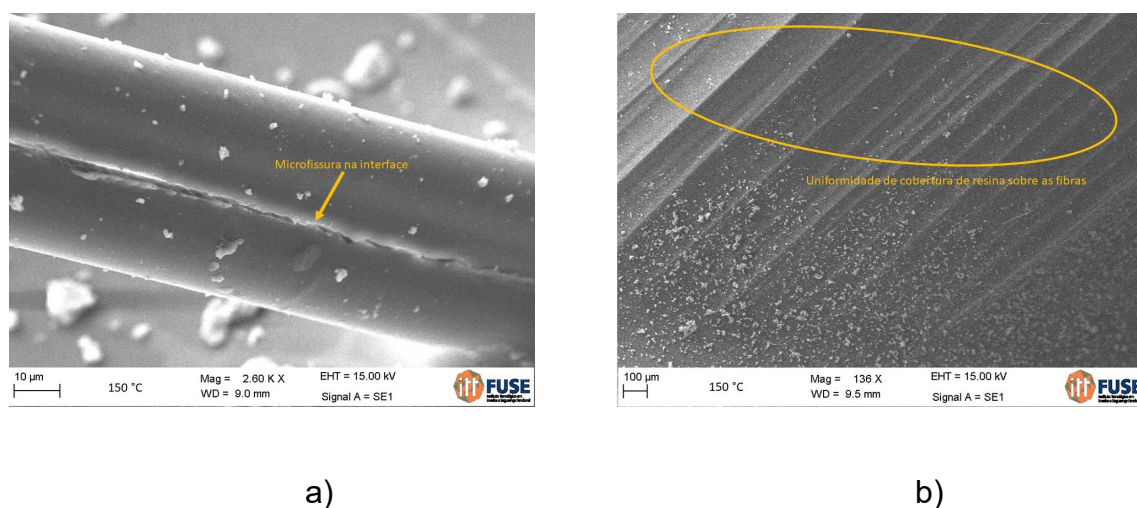 Microfissura na interface
10 µm
150 °C
Mag = 2.60 K X
WD = 9.0 mm
EHT = 15.00 kV
Signal A = SE1
itt FUSE
Uniformidade de cobertura de resina sobre as fibras
100 µm
150 °C
Mag = 136 X
WD = 9.5 mm
EHT = 15.00 kV
Signal A = SE1
itt FUSE
a)
b)